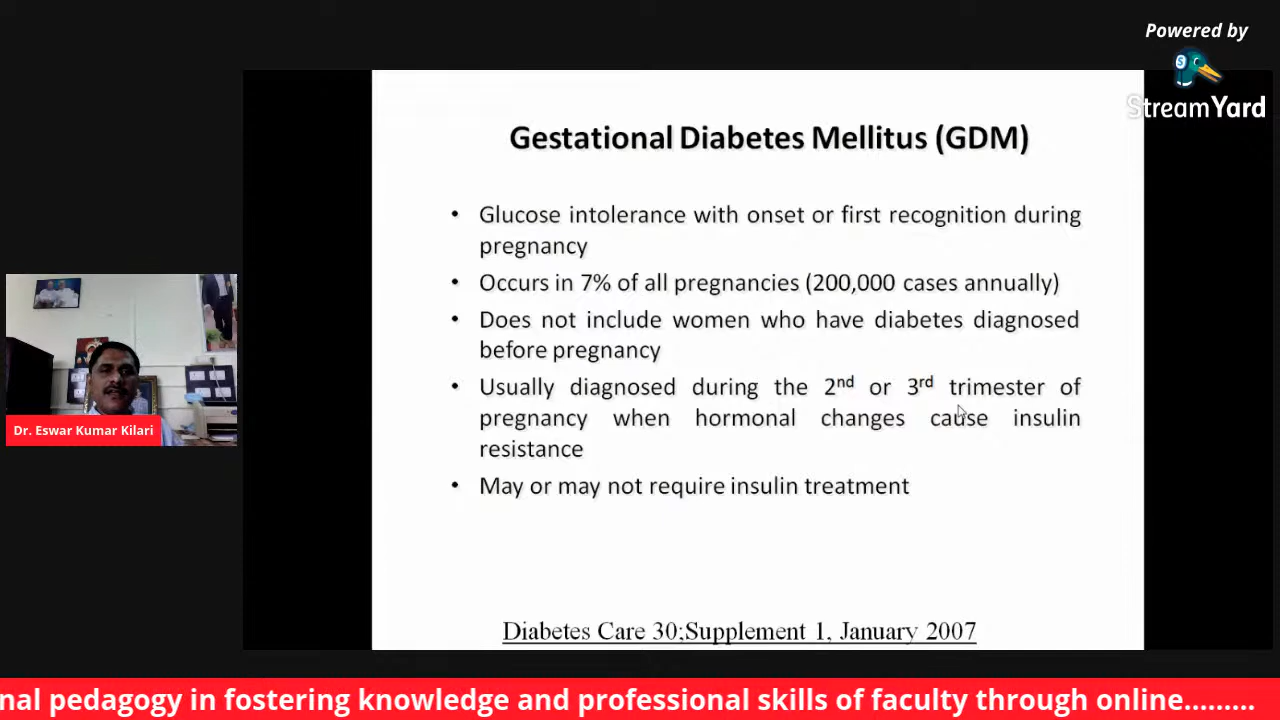 Powered by
S
StreamYard
Gestational Diabetes Mellitus (GDM)
• Glucose intolerance with onset or first recognition during
pregnancy
• Occurs in 7% of all pregnancies (200,000 cases annually)
• Does not include women who have diabetes diagnosed
before pregnancy
• Usually diagnosed during the 2nd or 3rd trimester of
pregnancy when hormonal changes cause insulin
resistance
• May or may not require insulin treatment
Diabetes Care 30;Supplement 1, January 2007
Dr. Eswar Kumar Kilari
nal pedagogy in fostering knowledge and professional skills of faculty through online.........